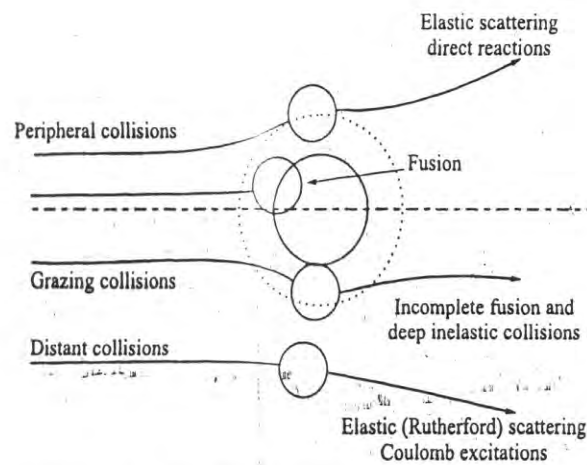 Elastic scattering
direct reactions
Peripheral collisions
Fusion
Grazing collisions
Incomplete fusion and
deep inelastic collisions
Distant collisions
Elastic (Rutherford) scattering
Coulomb excitations